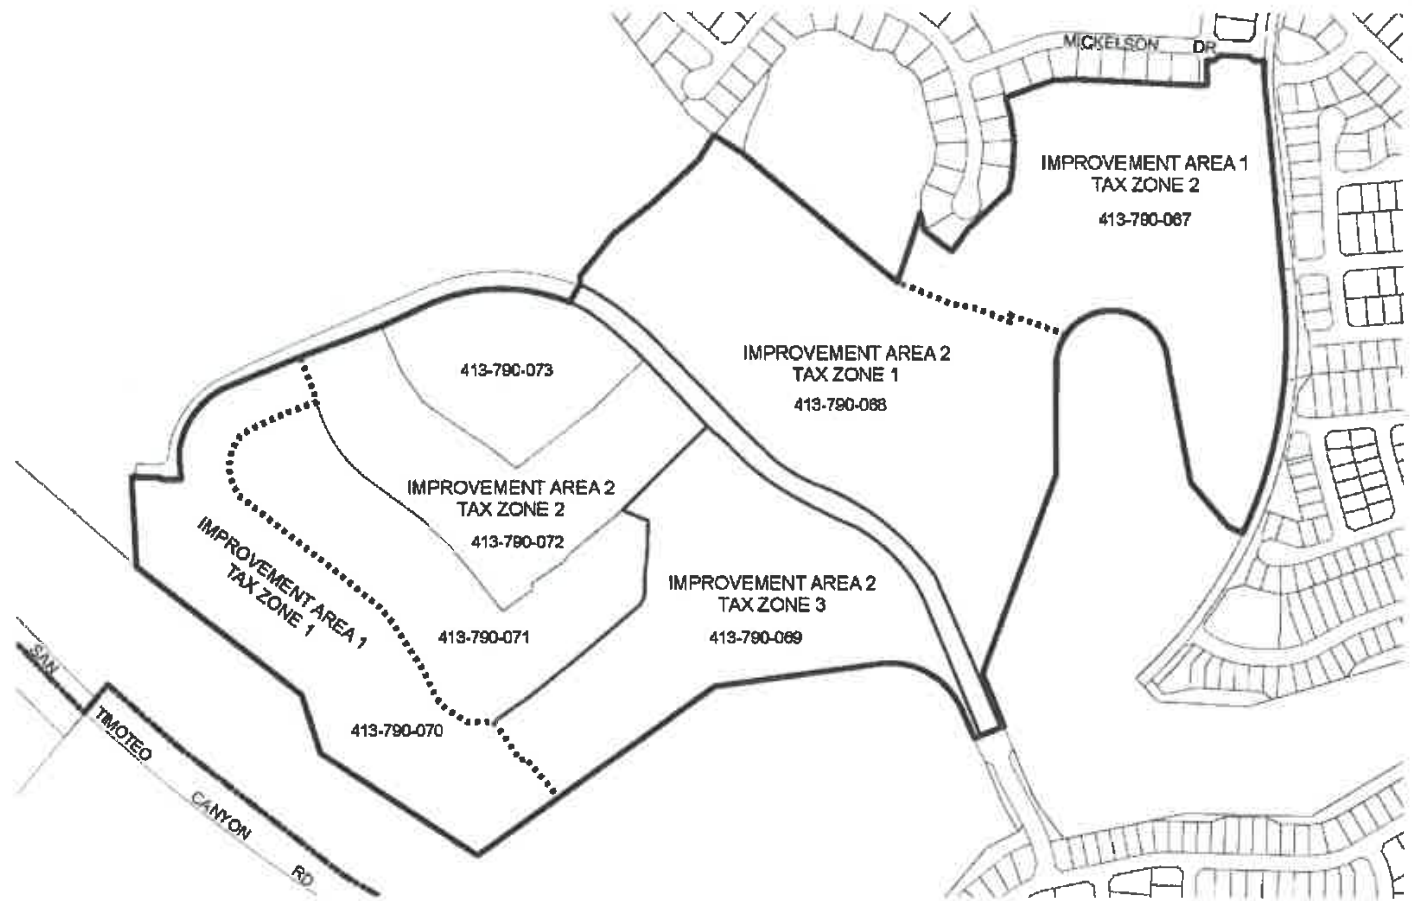 MICKELSON DR
IMPROVEMENT AREA 1
TAX ZONE 2
413-790-067
IMPROVEMENT AREA 2
TAX ZONE 1
413-790-068
413-790-073
IMPROVEMENT AREA 2
TAX ZONE 2
413-790-072
IMPROVEMENT AREA 1
TAX ZONE 1
IMPROVEMENT AREA 2
TAX ZONE 3
413-790-069
413-790-071
413-790-070
SAN TIMOTEO CANYON RD